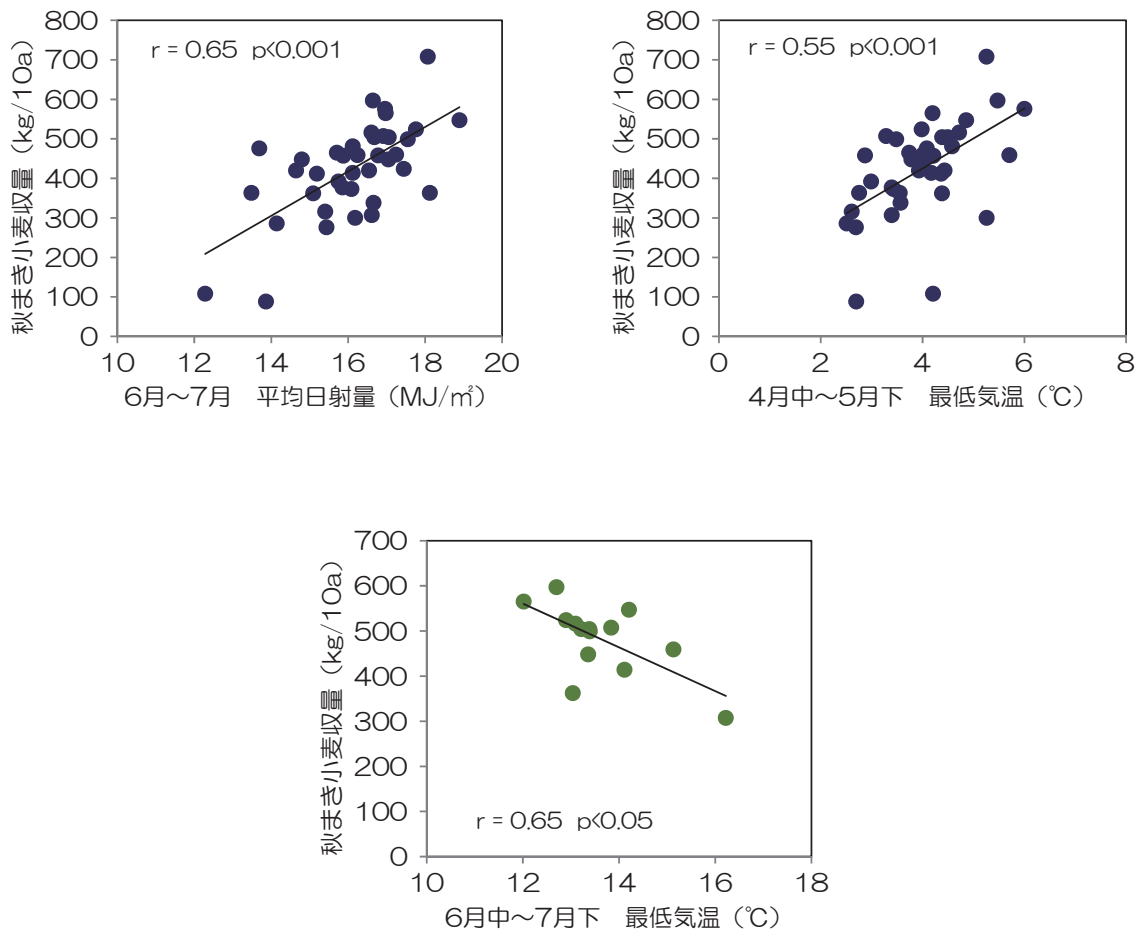 800
700
600
500
400
300
200
100
0
秋まき小麦収量（kg/10a）
r = 0.65 p<0.001
10 12 14 16 18 20
6月～7月　平均日射量（MJ/㎡）
800
700
600
500
400
300
200
100
0
秋まき小麦収量（kg/10a）
r = 0.55 p<0.001
0 2 4 6 8
4月中～5月下　最低気温（℃）
700
600
500
400
300
200
100
0
秋まき小麦収量（kg/10a）
r = 0.65 p<0.05
10 12 14 16 18
6月中～7月下　最低気温（℃）